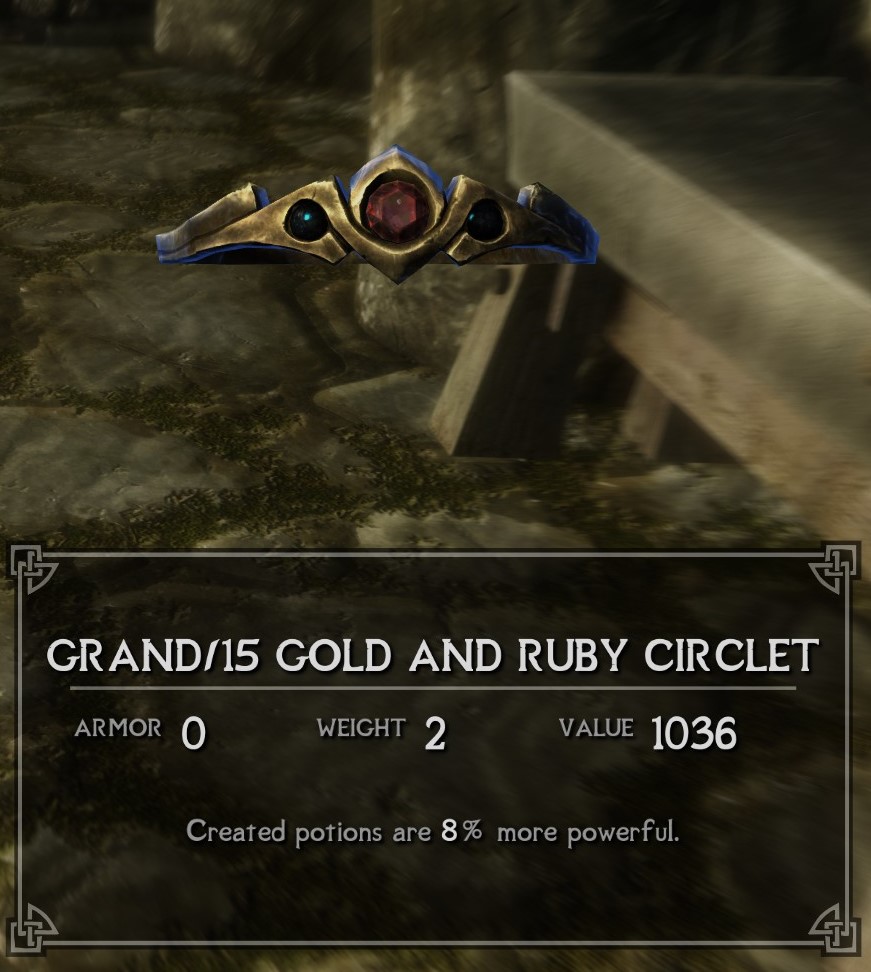 GRAND/15 GOLD AND RUBY CIRCLET
ARMOR 0 WEIGHT 2 VALUE 1036
Created potions are 8% more powerful.